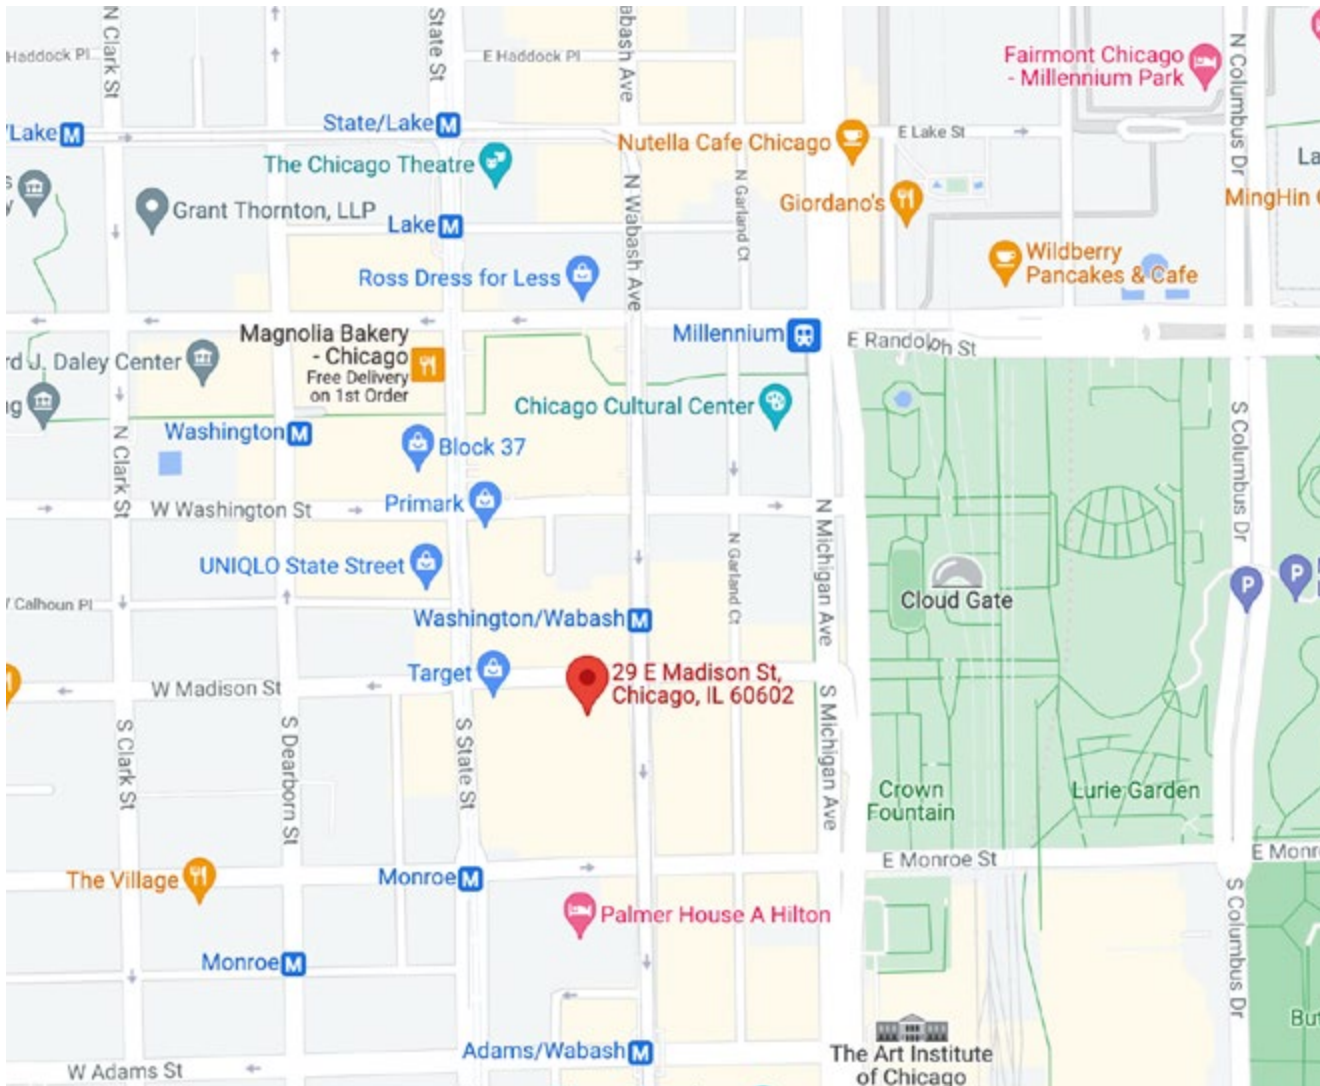 N Clark St
State St
abash Ave
Haddock Pl
E Haddock Pl
Fairmont Chicago
- Millennium Park
N Columbus Dr
/Lake M
State/Lake M
Nutella Cafe Chicago
E Lake St
The Chicago Theatre
La
s
y
Grant Thornton, LLP
N Wabash Ave
N Garland Ct
Giordano's
MingHin
Lake M
Ross Dress for Less
Wildberry
Pancakes & Cafe
Magnolia Bakery
- Chicago
Free Delivery
on 1st Order
Millennium
E Randolph St
rd J. Daley Center
ng
Chicago Cultural Center
S Columbus Dr
Washington M
N Clark St
Block 37
W Washington St
Primark
N Michigan Ave
UNIQLO State Street
N Garland Ct
Cloud Gate
P
P
Calhoun Pl
Washington/Wabash M
Target
29 E Madison St,
Chicago, IL 60602
W Madison St
S Clark St
S Dearborn St
S State St
S Michigan Ave
Crown
Fountain
Lurie Garden
E Monroe St
E Monr
The Village
Monroe M
Palmer House A Hilton
S Columbus Dr
Monroe M
Adams/Wabash M
The Art Institute
of Chicago
But
W Adams St